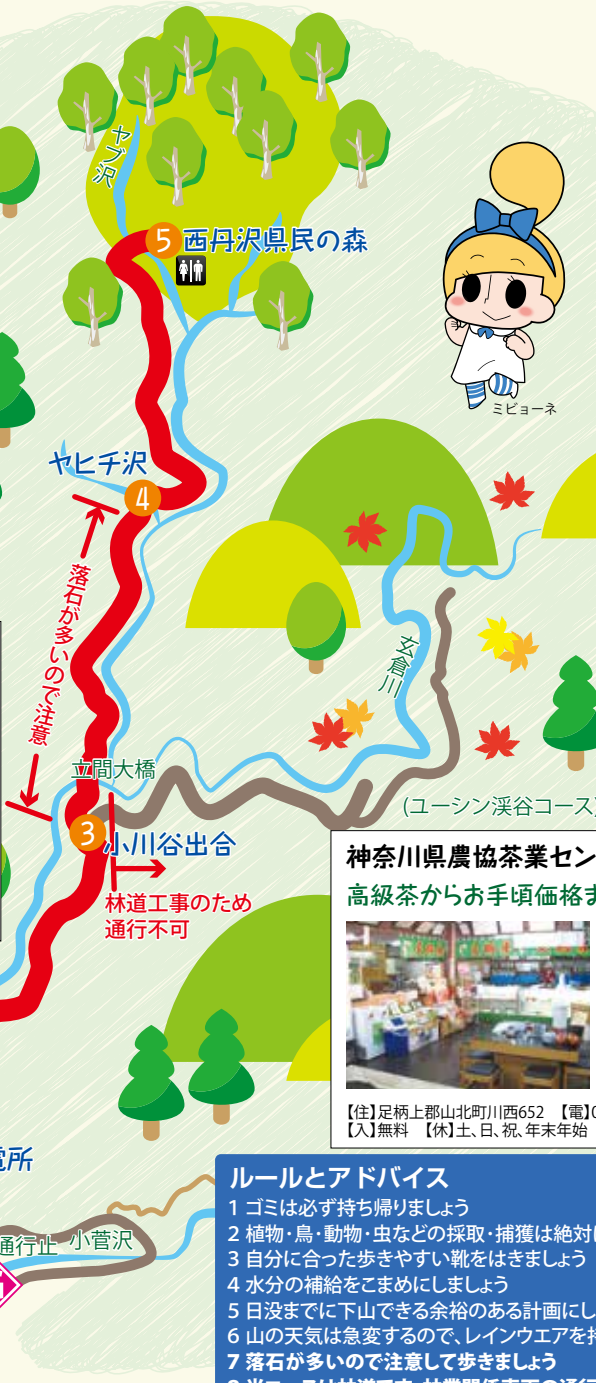 ヤブ沢
5 西丹沢県民の森
ミビョーネ
ヤヒチ沢
4
落石が多いので注意
玄倉川
立間大橋
(ユーシン渓谷コース)
3 小川谷出合
林道工事のため
通行不可
神奈川県農協茶業セン
高級茶からお手頃価格ま
【住】足柄上郡山北町川西652 【電】0
【入】無料 【休】土、日、祝、年末年始
電所
通行止 小菅沢
ルールとアドバイス
1 ゴミは必ず持ち帰りましょう
2 植物・鳥・動物・虫などの採取・捕獲は絶対
3 自分に合った歩きやすい靴をはきましょう
4 水分の補給をこまめにしましょう
5 日没までに下山できる余裕のある計画にし
6 山の天気は急変するので、レインウエアを持
7 落石が多いので注意して歩きましょう